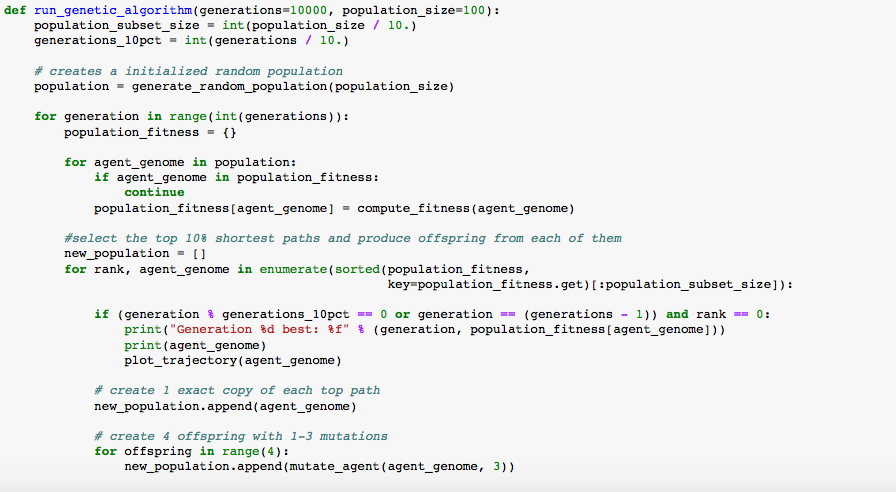 def run_genetic_algorithm(generations=10000, population_size=100):
    population_subset_size = int(population_size / 10.)
    generations_10pct = int(generations / 10.)

    # creates a initialized random population
    population = generate_random_population(population_size)

    for generation in range(int(generations)):
        population_fitness = {}

        for agent_genome in population:
            if agent_genome in population_fitness:
                continue
            population_fitness[agent_genome] = compute_fitness(agent_genome)

        #select the top 10% shortest paths and produce offspring from each of them
        new_population = []
        for rank, agent_genome in enumerate(sorted(population_fitness,
                                                   key=population_fitness.get)[:population_subset_size]):

            if (generation % generations_10pct == 0 or generation == (generations - 1)) and rank == 0:
                print("Generation %d best: %f" % (generation, population_fitness[agent_genome]))
                print(agent_genome)
                plot_trajectory(agent_genome)

            # create 1 exact copy of each top path
            new_population.append(agent_genome)

            # create 4 offspring with 1-3 mutations
            for offspring in range(4):
                new_population.append(mutate_agent(agent_genome, 3))